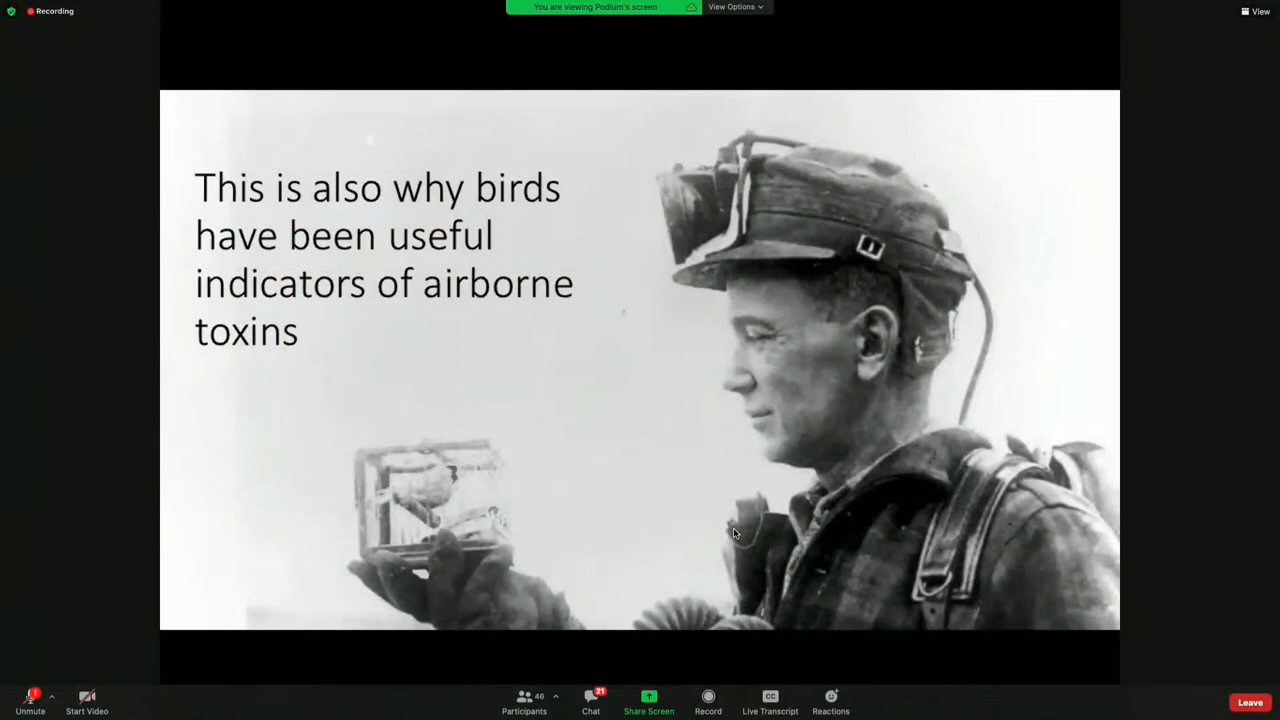 Recording
You are viewing Podium's screen
View Options
View
This is also why birds
have been useful
indicators of airborne
toxins
Unmute
Start Video
46
Participants
21
Chat
Share Screen
Record
CC
Live Transcript
Reactions
Leave